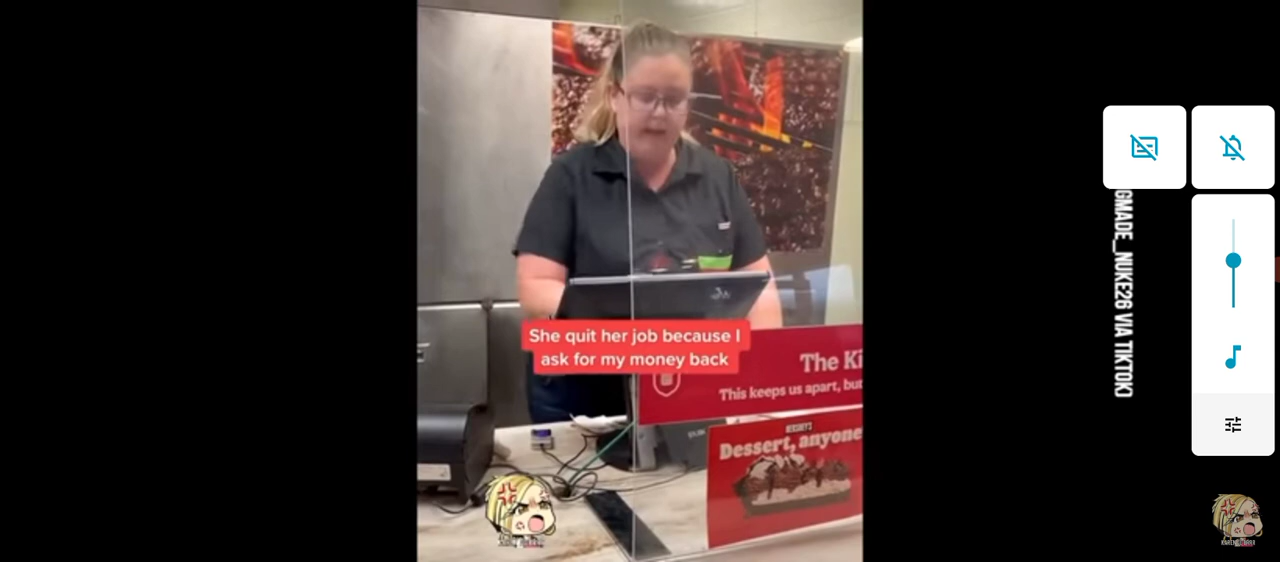 She quit her job because I
ask for my money back
The Ki
This keeps us apart, but
HERSHEY'S
Dessert, anyone
GMADE_NUKE26 VIA TIKTOK)